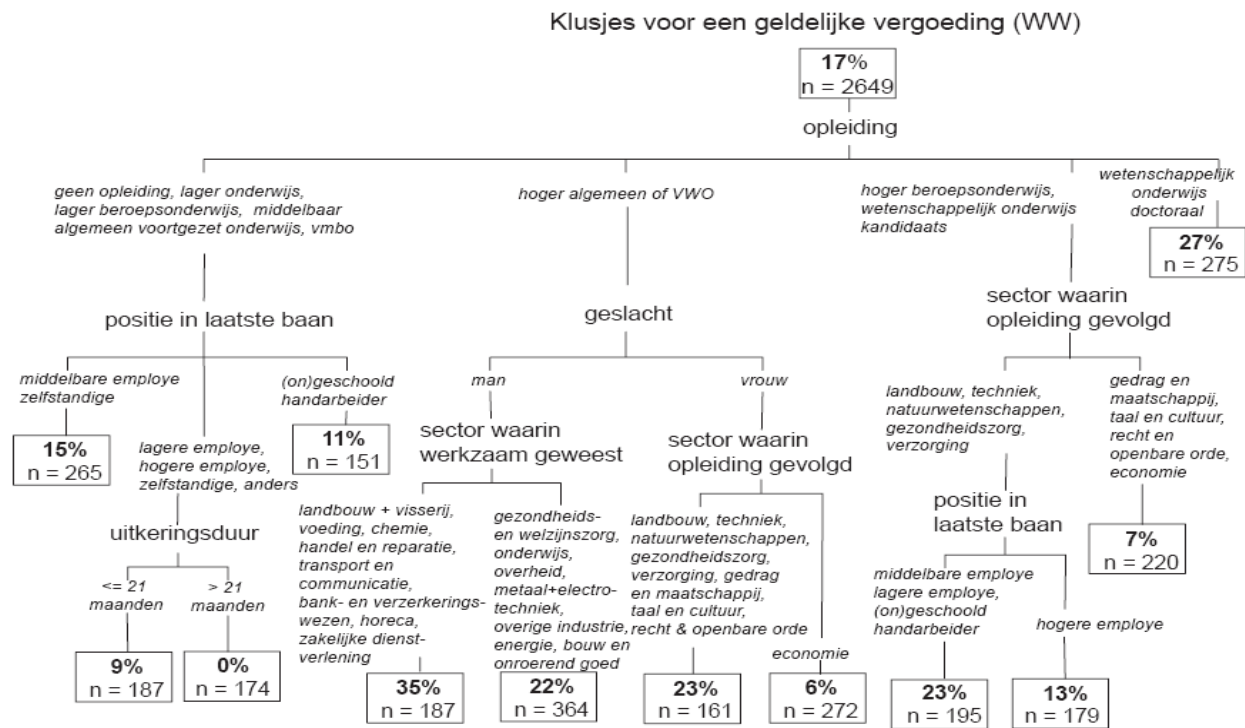 Klusjes voor een geldelijke vergoeding (WW)
17%
n = 2649
opleiding
geen opleiding, lager onderwijs,
lager beroepsonderwijs, middelbaar
algemeen voortgezet onderwijs, vmbo
hoger algemeen of VWO
hoger beroepsonderwijs,
wetenschappelijk onderwijs
kandidaats
wetenschappelijk
onderwijs
doctoraal
27%
n = 275
positie in laatste baan
geslacht
sector waarin
opleiding gevolgd
middelbare employe
zelfstandige
15%
n = 265
lagere employe,
hogere employe,
zelfstandige, anders
(on)geschoold
handarbeider
11%
n = 151
uitkeringsduur
<= 21
maanden
9%
n = 187
> 21
maanden
0%
n = 174
man
sector waarin
werkzaam geweest
landbouw + visserij,
voeding, chemie,
handel en reparatie,
transport en
communicatie,
bank- en verzerkerings-
wezen, horeca,
zakelijke dienst-
verlening
35%
n = 187
gezondheids-
en welzijnszorg,
onderwijs,
overheid,
metaal+electro-
techniek,
overige industrie,
energie, bouw en
onroerend goed
22%
n = 364
vrouw
sector waarin
opleiding gevolgd
landbouw, techniek,
natuurwetenschappen,
gezondheidszorg,
verzorging, gedrag
en maatschappij,
taal en cultuur,
recht & openbare orde
23%
n = 161
economie
6%
n = 272
landbouw, techniek,
natuurwetenschappen,
gezondheidszorg,
verzorging
positie in
laatste baan
middelbare employe
lagere employe,
(on)geschoold
handarbeider
23%
n = 195
hogere employe
13%
n = 179
gedrag en
maatschappij,
taal en cultuur,
recht en
openbare orde,
economie
7%
n = 220